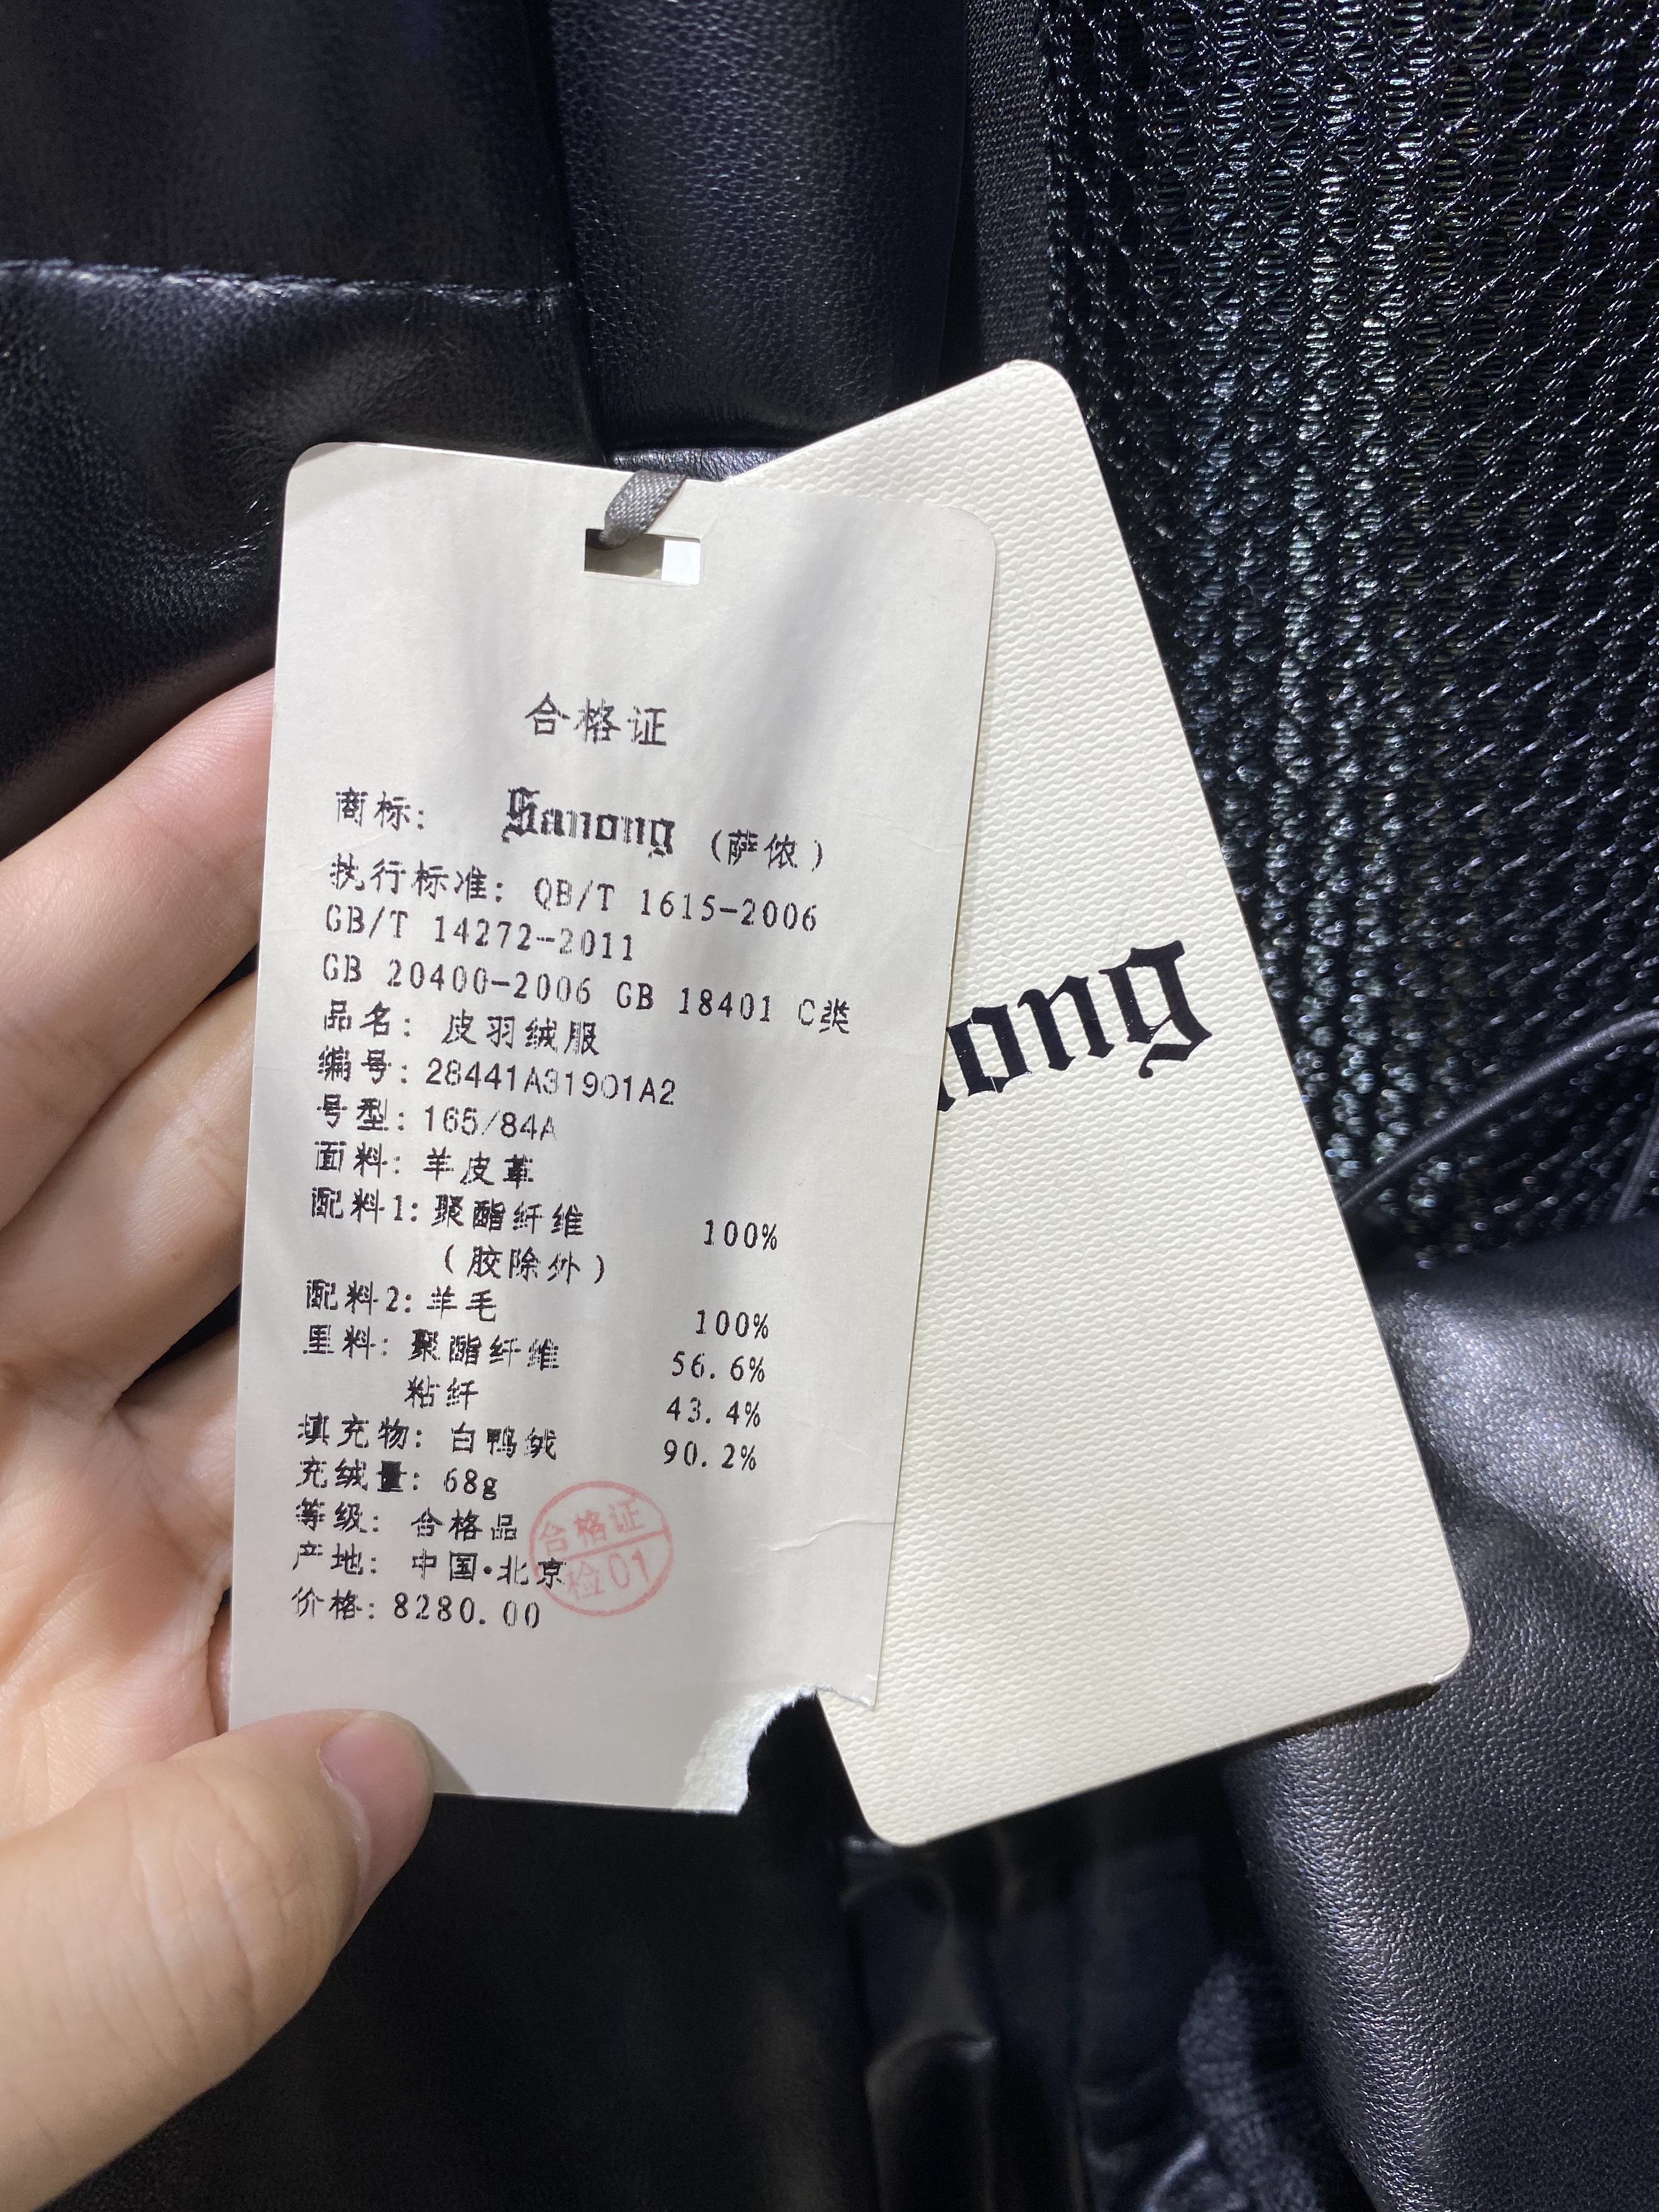 合格证
商标: Sanong (萨侬)
执行标准: QB/T 1615-2006
GB/T 14272-2011
GB 20400-2006 GB 18401 C类
品名: 皮羽绒服
编号: 28441A31901A2
号型: 165/84A
面料: 羊皮革
配料1: 聚酯纤维 100%
(胶除外)
配料2: 羊毛 100%
里料: 聚酯纤维 56.6%
粘纤 43.4%
填充物: 白鸭绒 90.2%
充绒量: 68g
等级: 合格品
产地: 中国·北京
价格: 8280.00
合格证
检01
nong